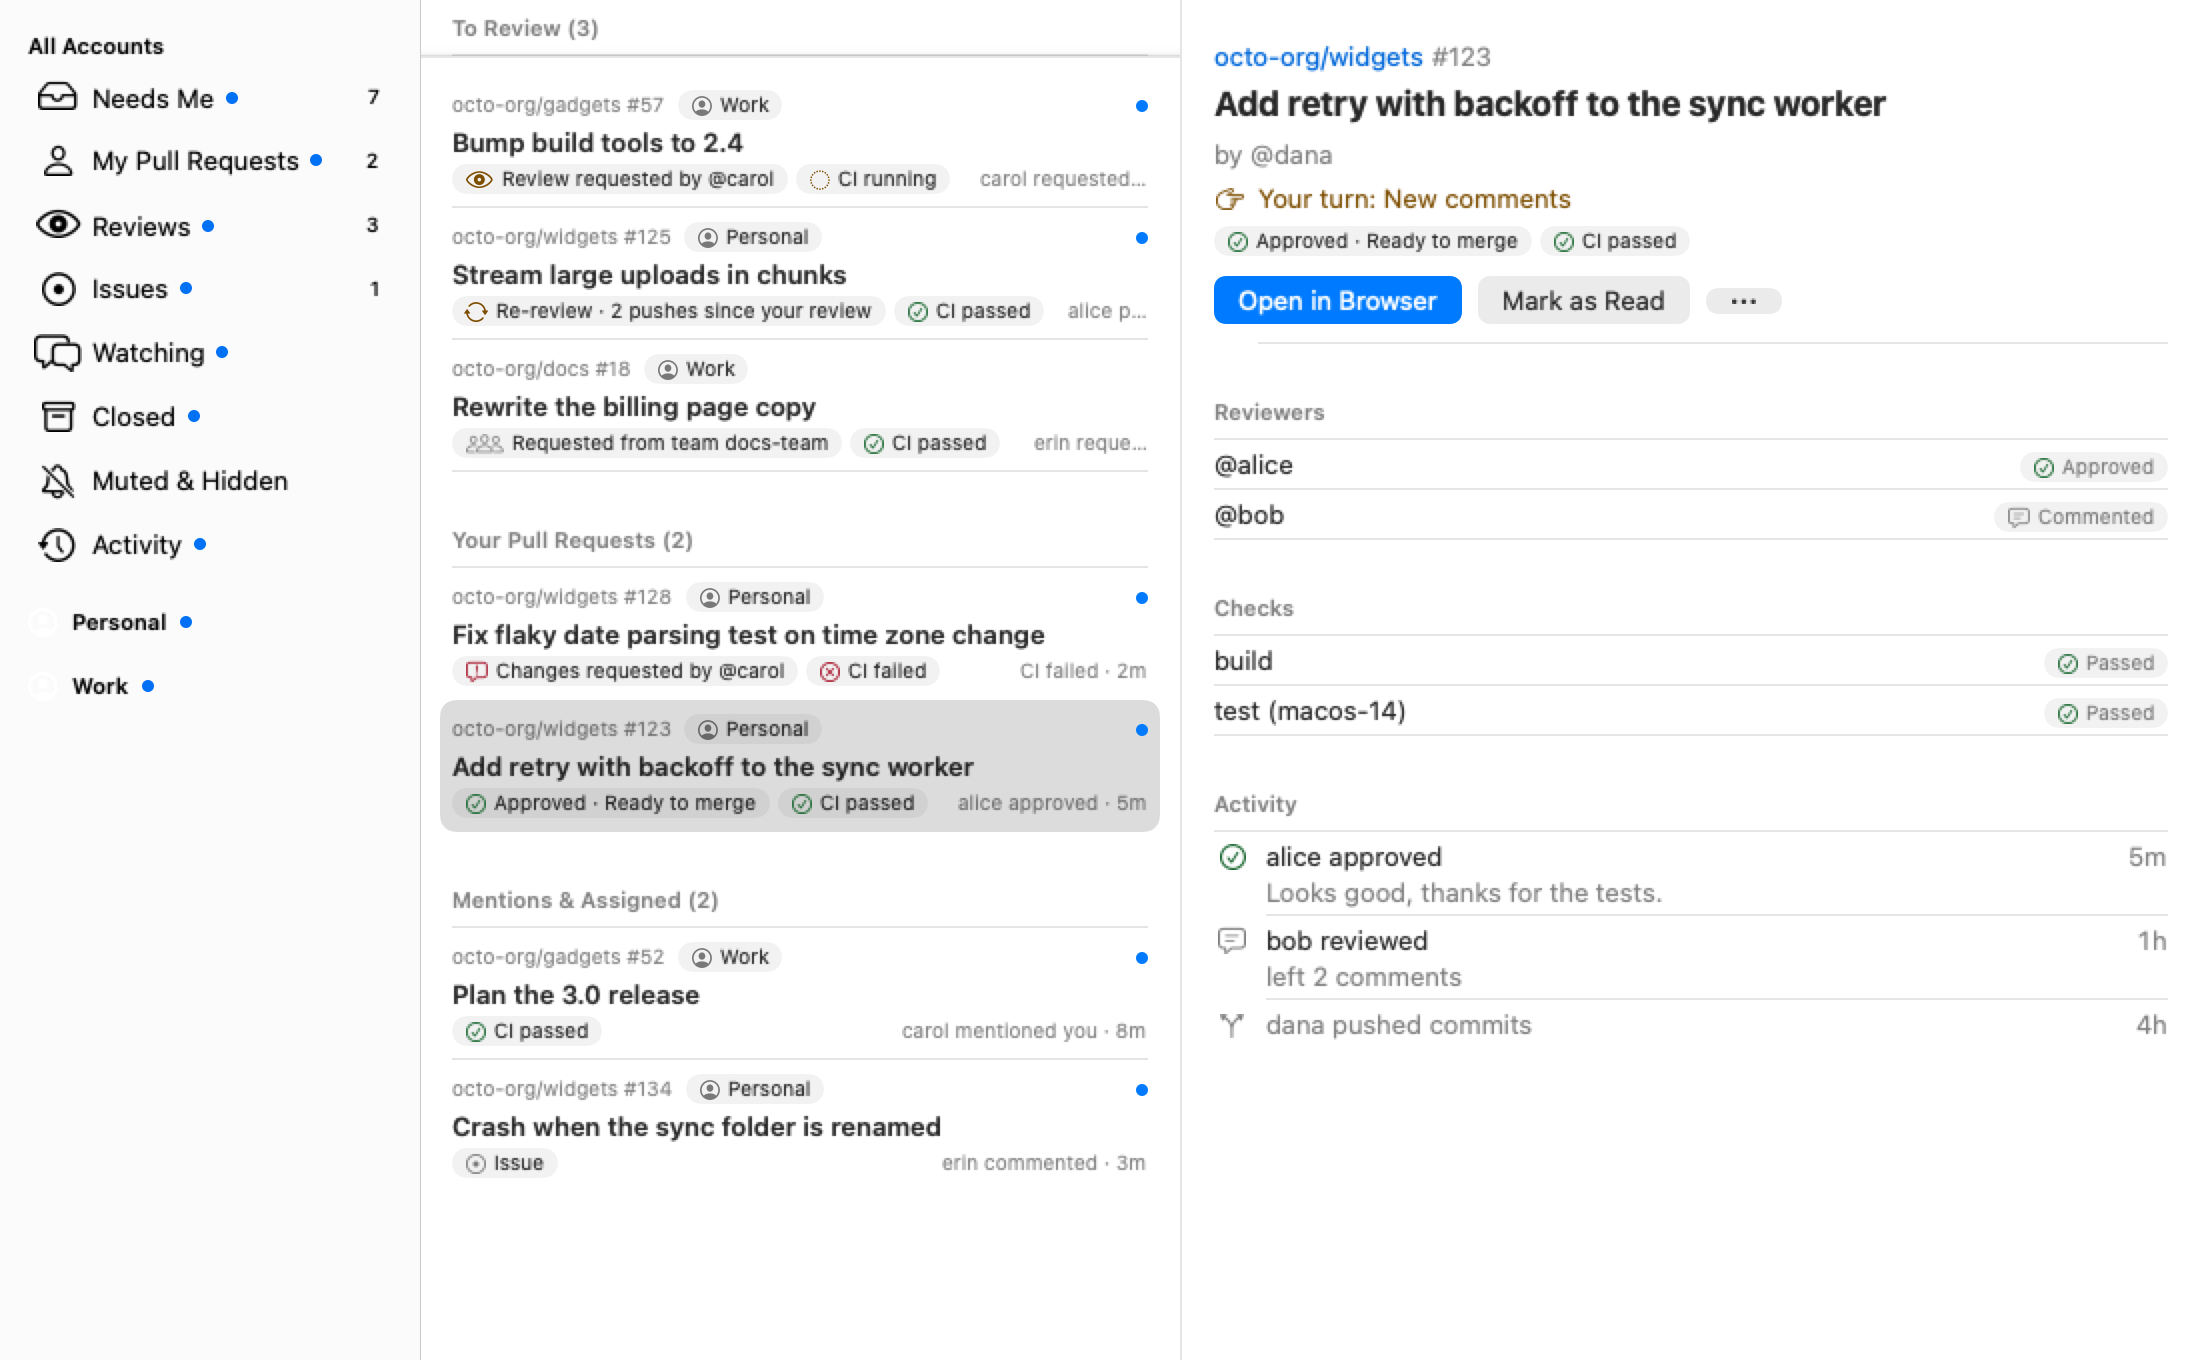 All Accounts
Needs Me 7
My Pull Requests 2
Reviews 3
Issues 1
Watching
Closed
Muted & Hidden
Activity
Personal
Work
To Review (3)
octo-org/gadgets #57 Work
Bump build tools to 2.4
Review requested by @carol CI running carol requested...
octo-org/widgets #125 Personal
Stream large uploads in chunks
Re-review · 2 pushes since your review CI passed alice p...
octo-org/docs #18 Work
Rewrite the billing page copy
Requested from team docs-team CI passed erin reque...
Your Pull Requests (2)
octo-org/widgets #128 Personal
Fix flaky date parsing test on time zone change
Changes requested by @carol CI failed CI failed · 2m
octo-org/widgets #123 Personal
Add retry with backoff to the sync worker
Approved · Ready to merge CI passed alice approved · 5m
Mentions & Assigned (2)
octo-org/gadgets #52 Work
Plan the 3.0 release
CI passed carol mentioned you · 8m
octo-org/widgets #134 Personal
Crash when the sync folder is renamed
Issue erin commented · 3m
octo-org/widgets #123
Add retry with backoff to the sync worker
by @dana
Your turn: New comments
Approved · Ready to merge CI passed
Open in Browser Mark as Read ...
Reviewers
@alice Approved
@bob Commented
Checks
build Passed
test (macos-14) Passed
Activity
alice approved 5m
Looks good, thanks for the tests.
bob reviewed 1h
left 2 comments
dana pushed commits 4h